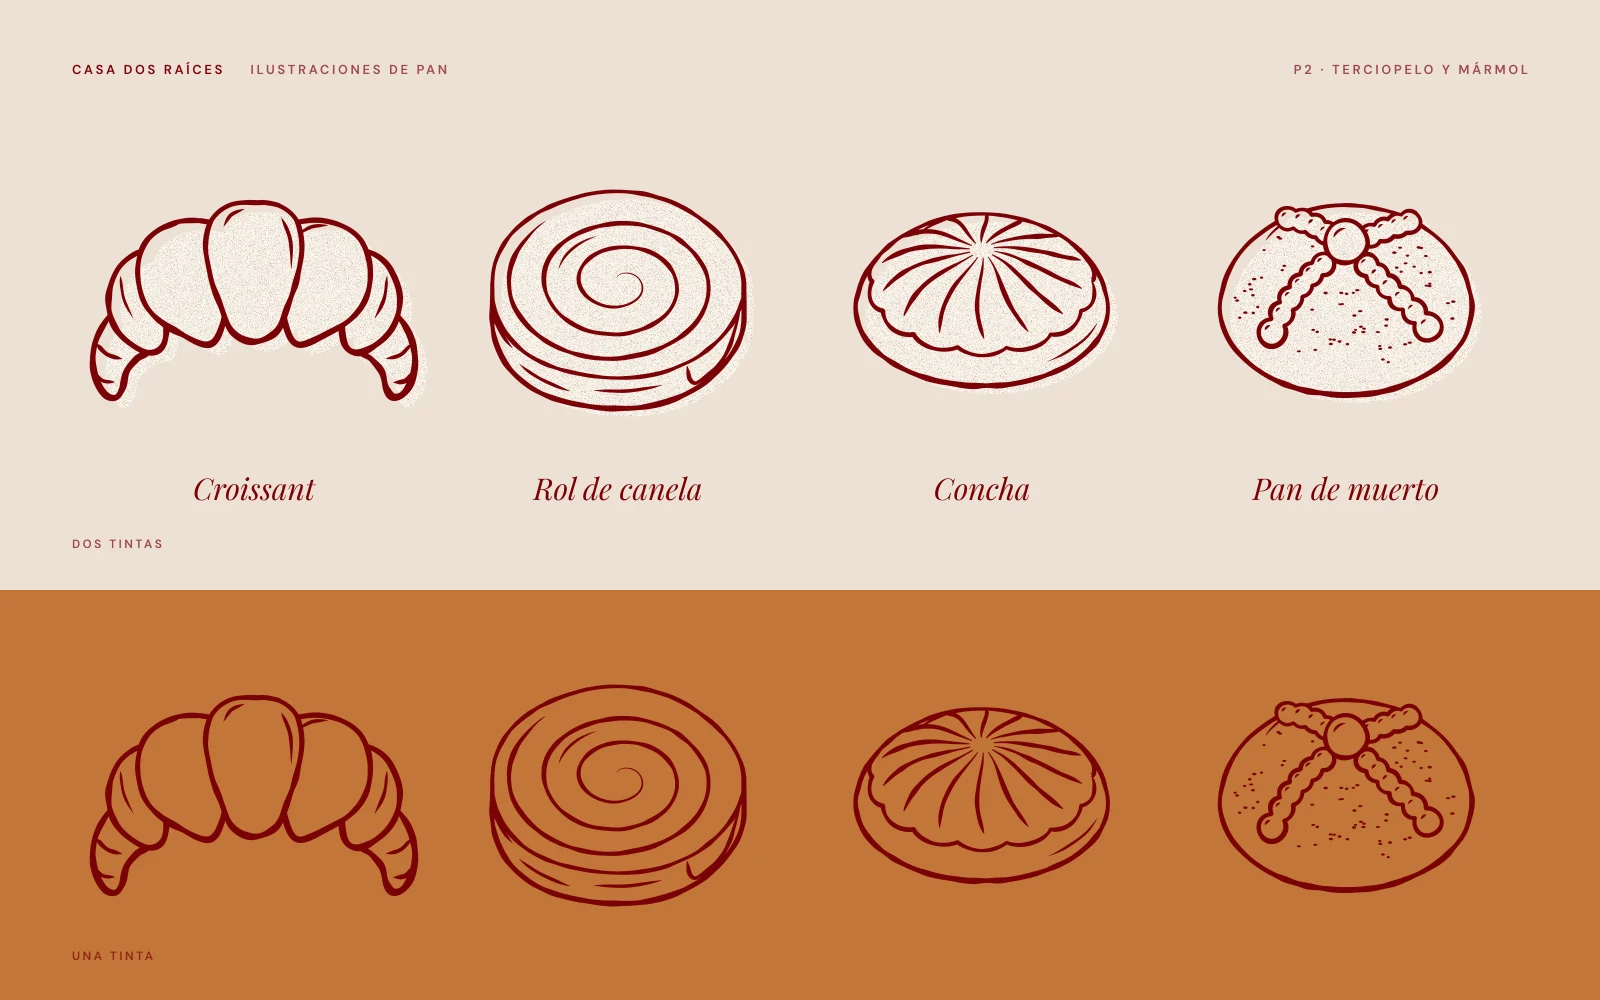 CASA DOS RAÍCES ILUSTRACIONES DE PAN P2 · TERCIOPELO Y MÁRMOL
Croissant Rol de canela Concha Pan de muerto
DOS TINTAS
UNA TINTA